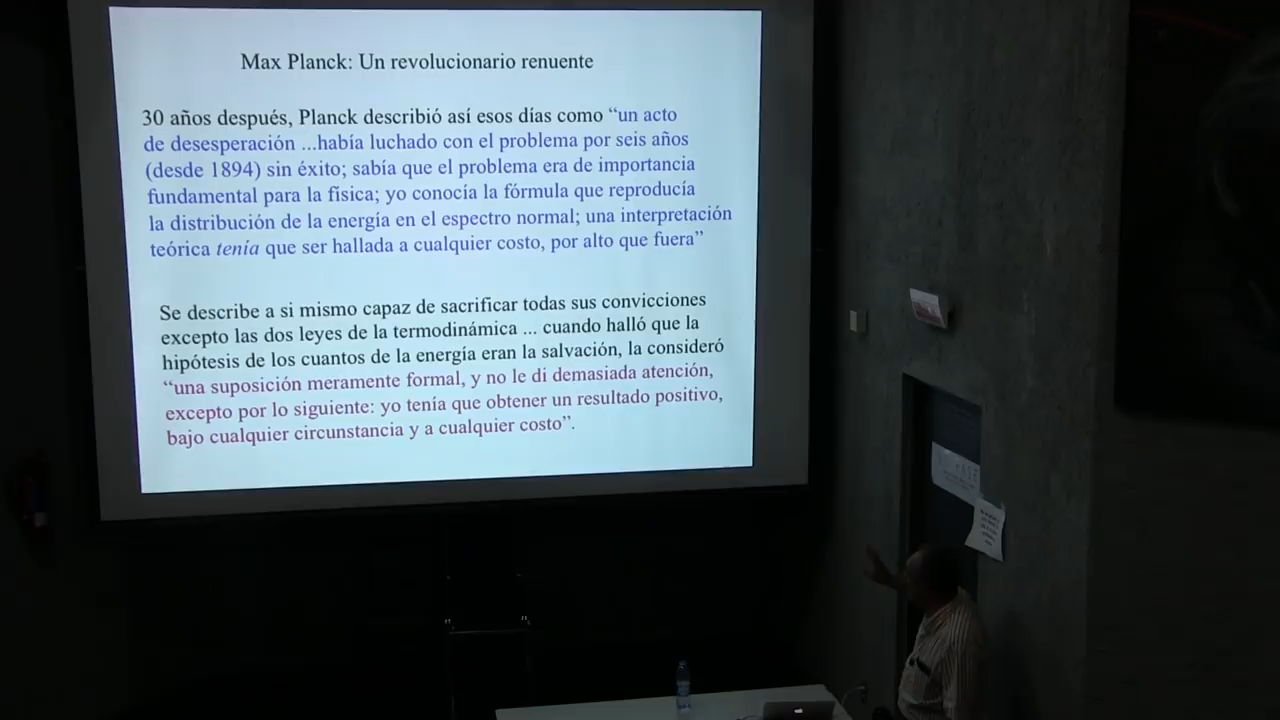 Max Planck: Un revolucionario renuente
30 años después, Planck describió así esos días como “un acto
de desesperación ...había luchado con el problema por seis años
(desde 1894) sin éxito; sabía que el problema era de importancia
fundamental para la física; yo conocía la fórmula que reproducía
la distribución de la energía en el espectro normal; una interpretación
teórica tenía que ser hallada a cualquier costo, por alto que fuera”
Se describe a si mismo capaz de sacrificar todas sus convicciones
excepto las dos leyes de la termodinámica ... cuando halló que la
hipótesis de los cuantos de la energía eran la salvación, la consideró
“una suposición meramente formal, y no le di demasiada atención,
excepto por lo siguiente: yo tenía que obtener un resultado positivo,
bajo cualquier circunstancia y a cualquier costo”.